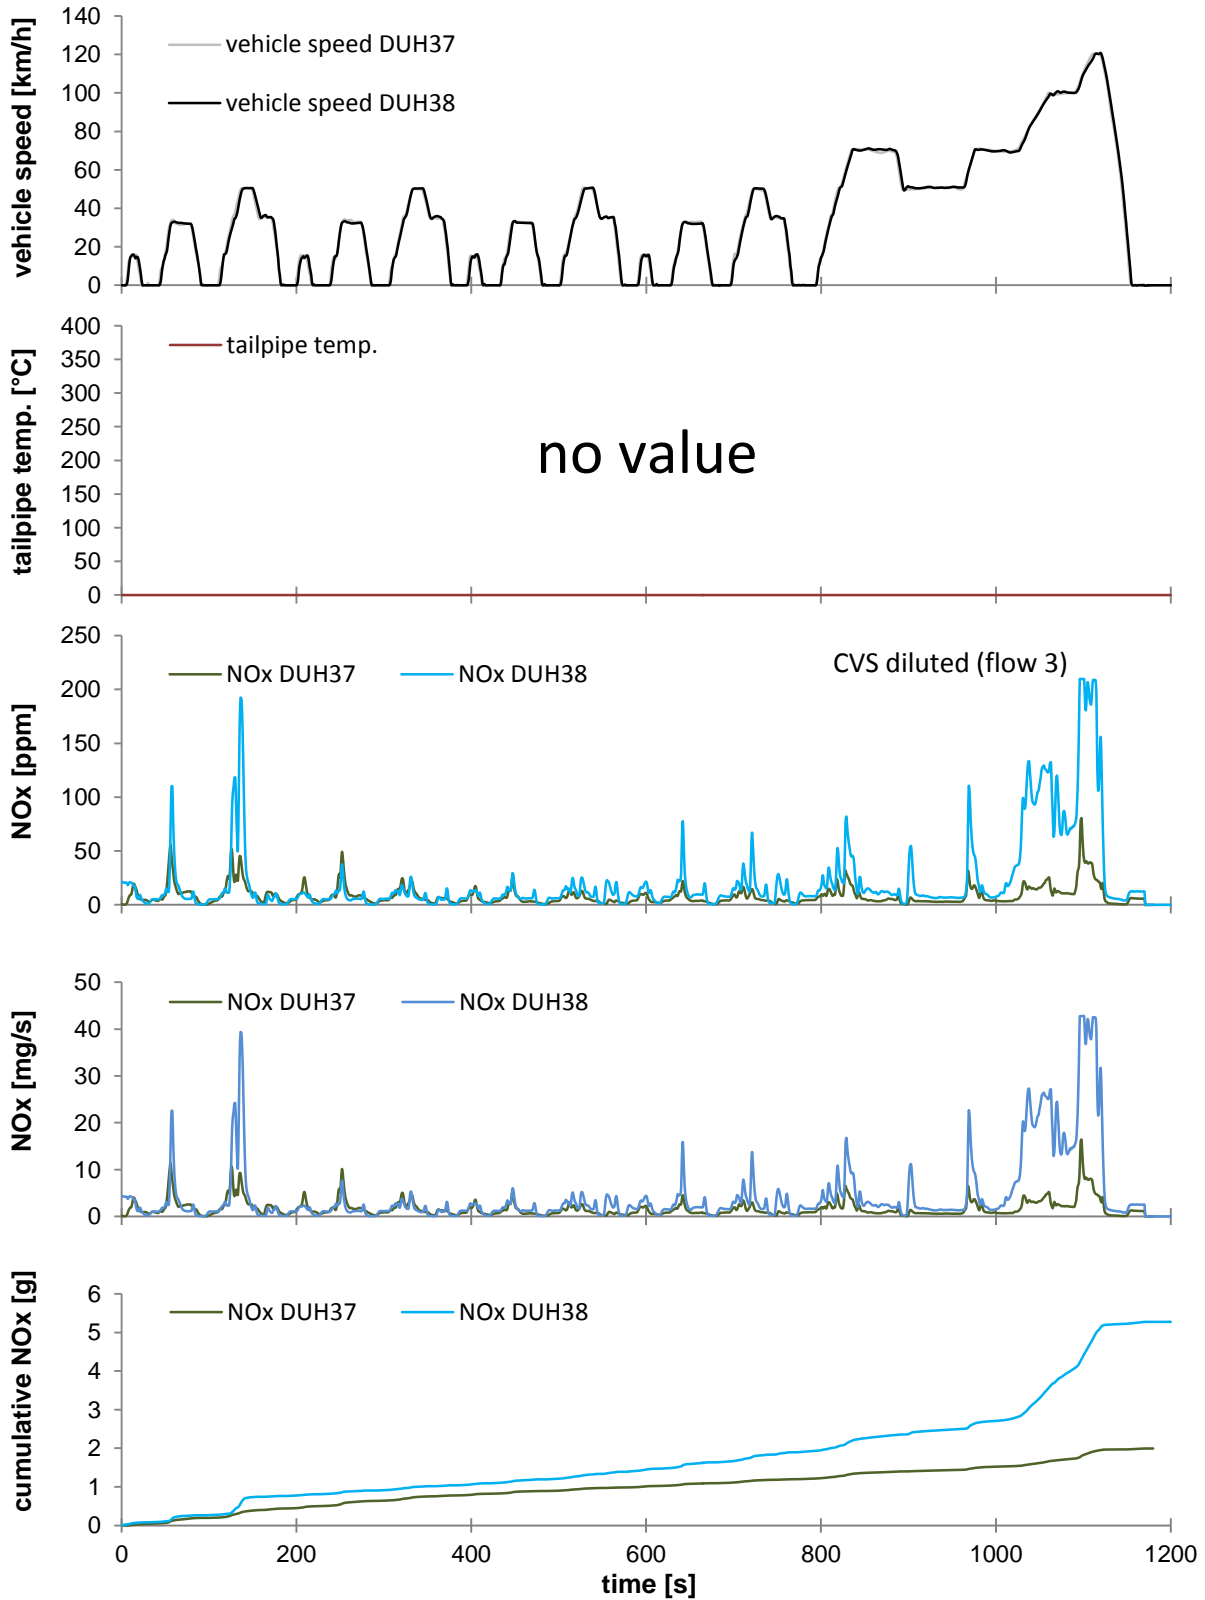 vehicle speed [km/h]
140
120
100
80
60
40
20
0
vehicle speed DUH37
vehicle speed DUH38
tailpipe temp. [°C]
400
350
300
250
200
150
100
50
0
tailpipe temp.
no value
NOx [ppm]
250
200
150
100
50
0
NOx DUH37 NOx DUH38
CVS diluted (flow 3)
NOx [mg/s]
50
40
30
20
10
0
NOx DUH37 NOx DUH38
cumulative NOx [g]
6
5
4
3
2
1
0
NOx DUH37 NOx DUH38
0 200 400 600 800 1000 1200
time [s]